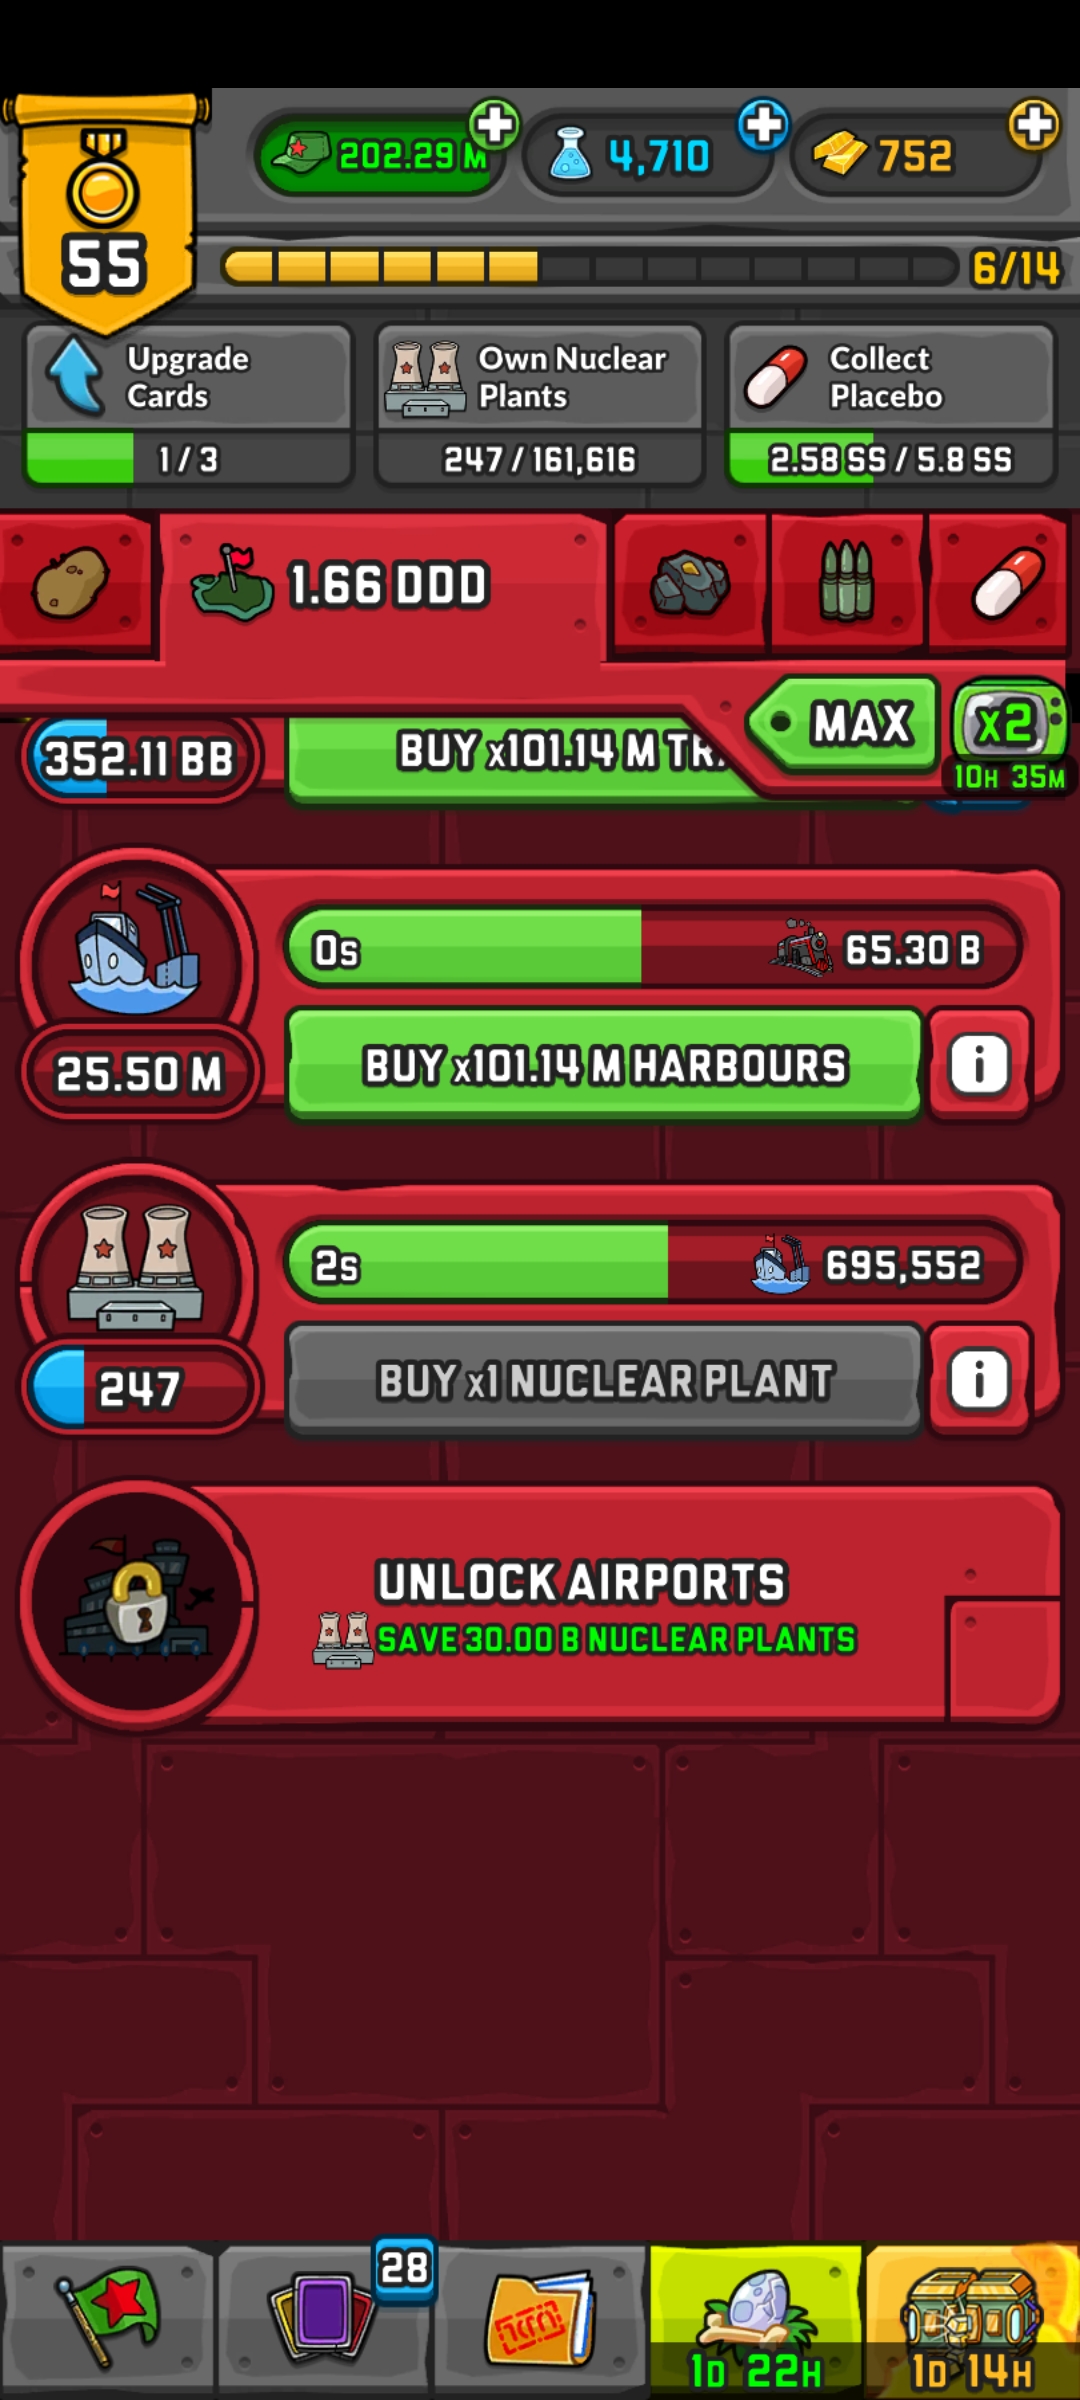 202.29 M
4,710
752
55
6/14
Upgrade
Cards
1 / 3
Own Nuclear
Plants
247 / 161,616
Collect
Placebo
2.58 SS / 5.8 SS
1.66 DDD
MAX
X2
10H 35M
352.11 BB
BUY x101.14 M
0s
65.30 B
25.50 M
BUY x101.14 M HARBOURS
i
2s
695,552
247
BUY x1 NUCLEAR PLANT
i
UNLOCK AIRPORTS
SAVE 30.00 B NUCLEAR PLANTS
28
1D 22H
1D 14H